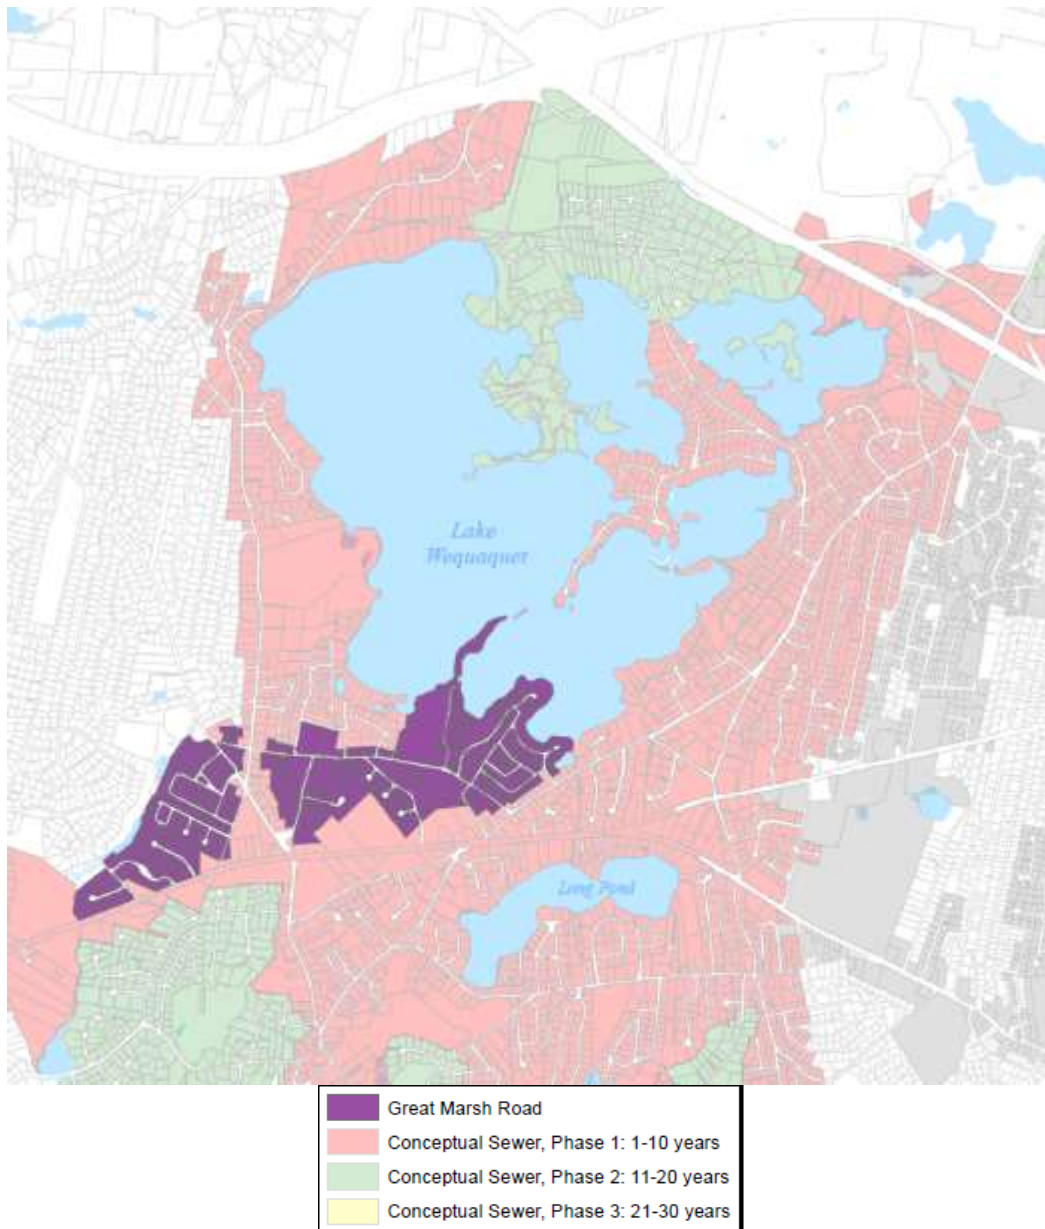 Lake
Wequaquet
Long Pond
Great Marsh Road
Conceptual Sewer, Phase 1: 1-10 years
Conceptual Sewer, Phase 2: 11-20 years
Conceptual Sewer, Phase 3: 21-30 years